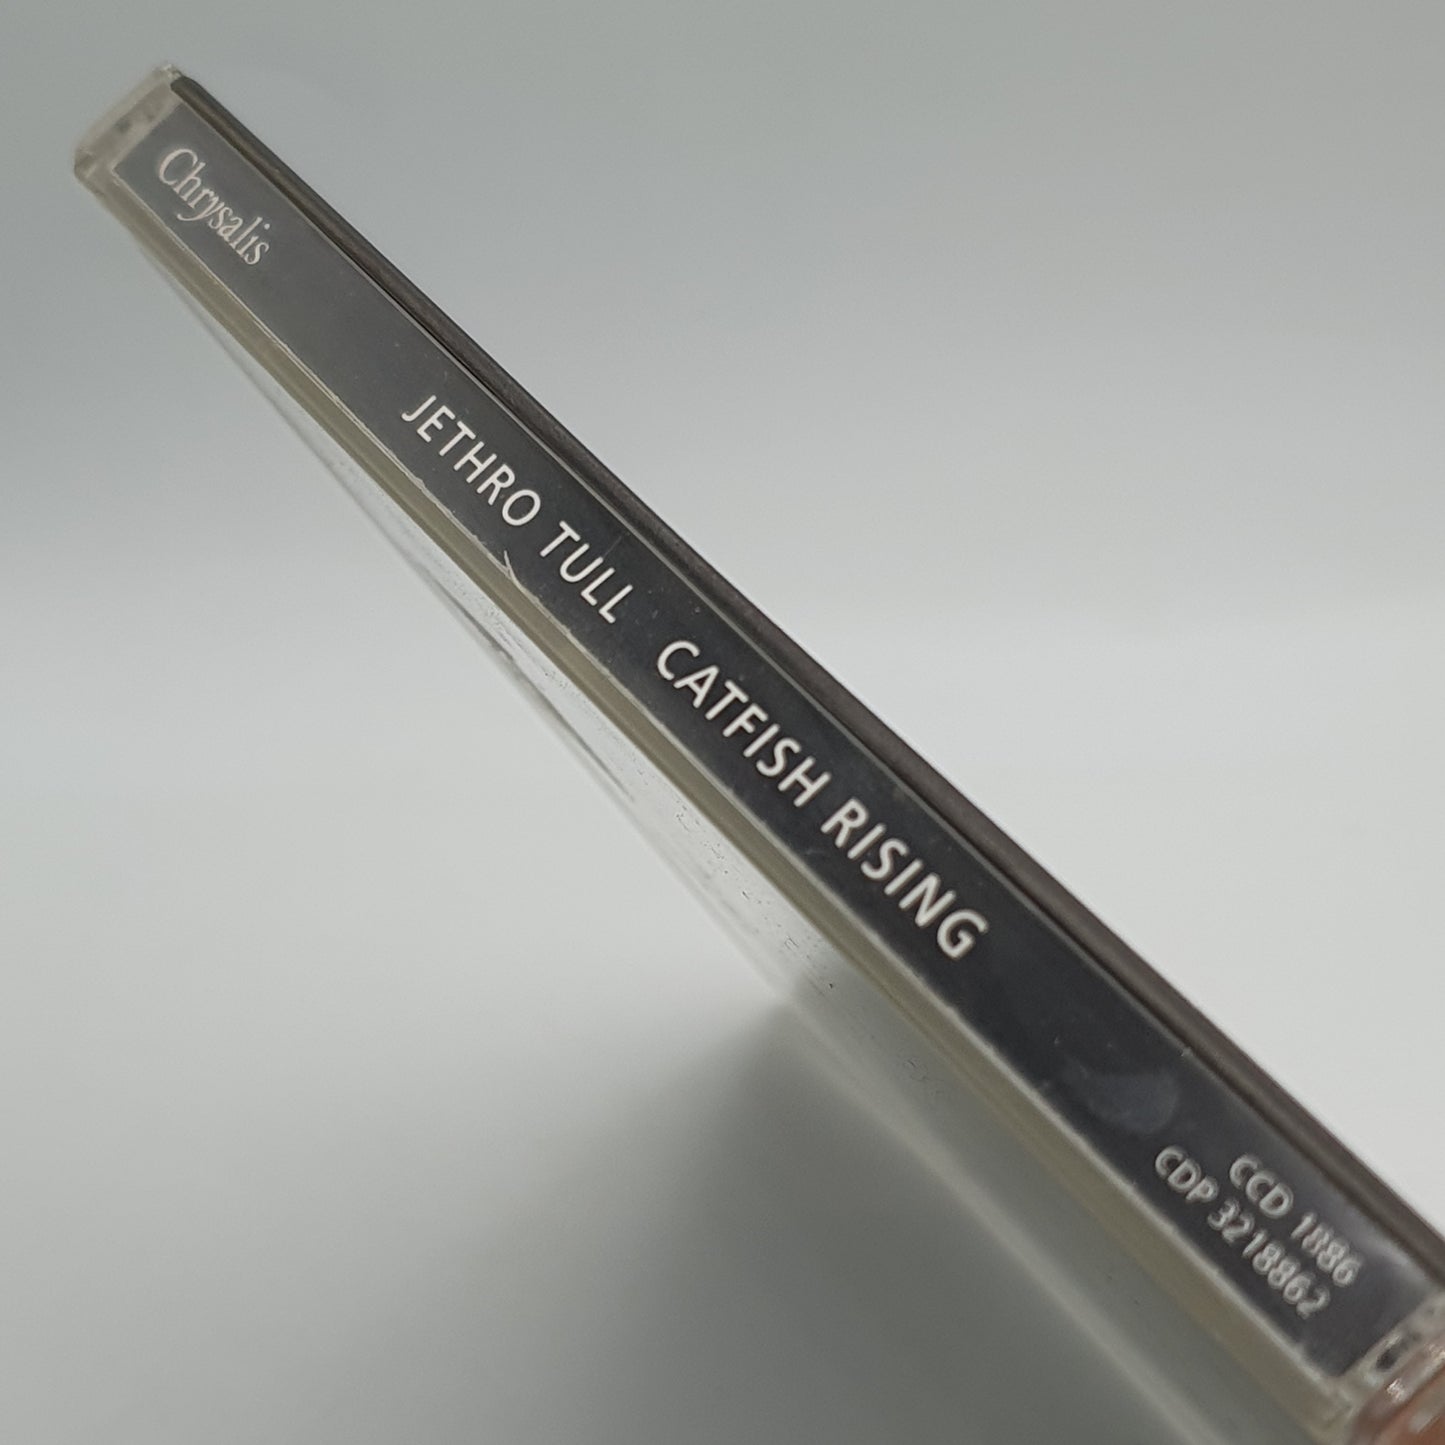 Chrysalis
JETHRO TULL CATFISH RISING
CCD 1886
CDP 3218862